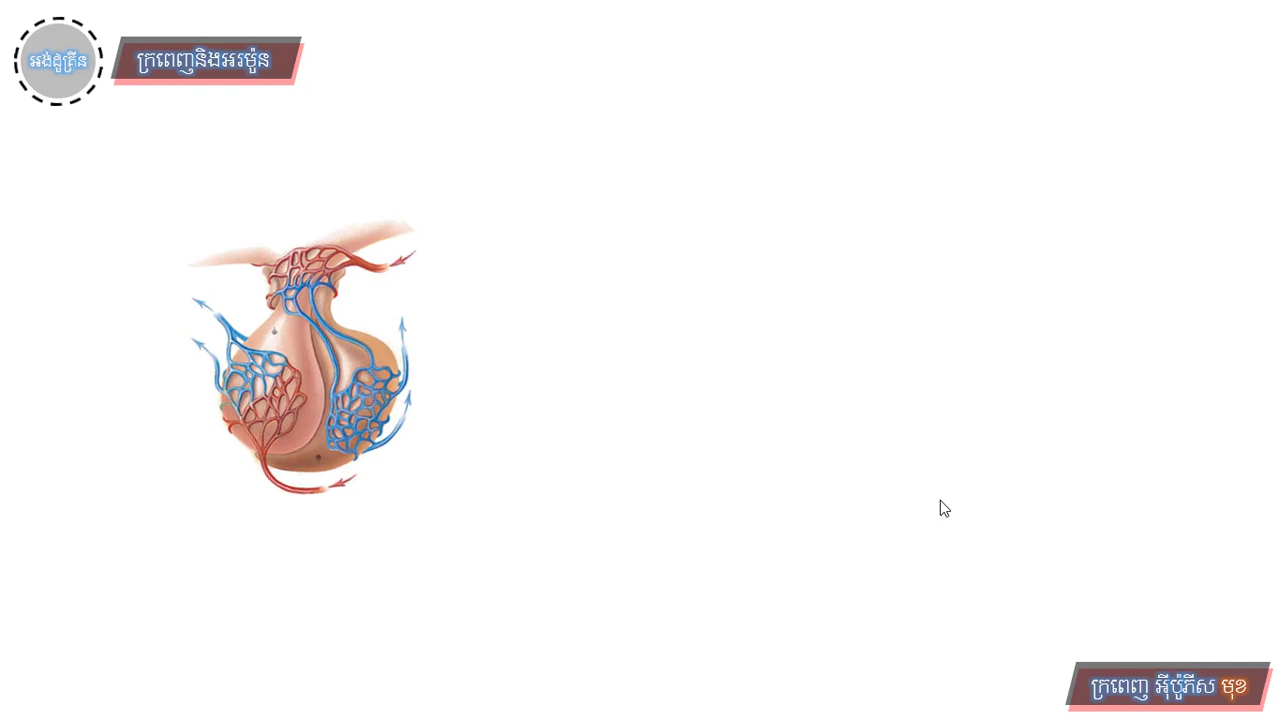 អង់ដូគ្រីន
ក្រពេញនិងអរម៉ូន
ក្រពេញ អ៊ីប៉ូភីស មុខ